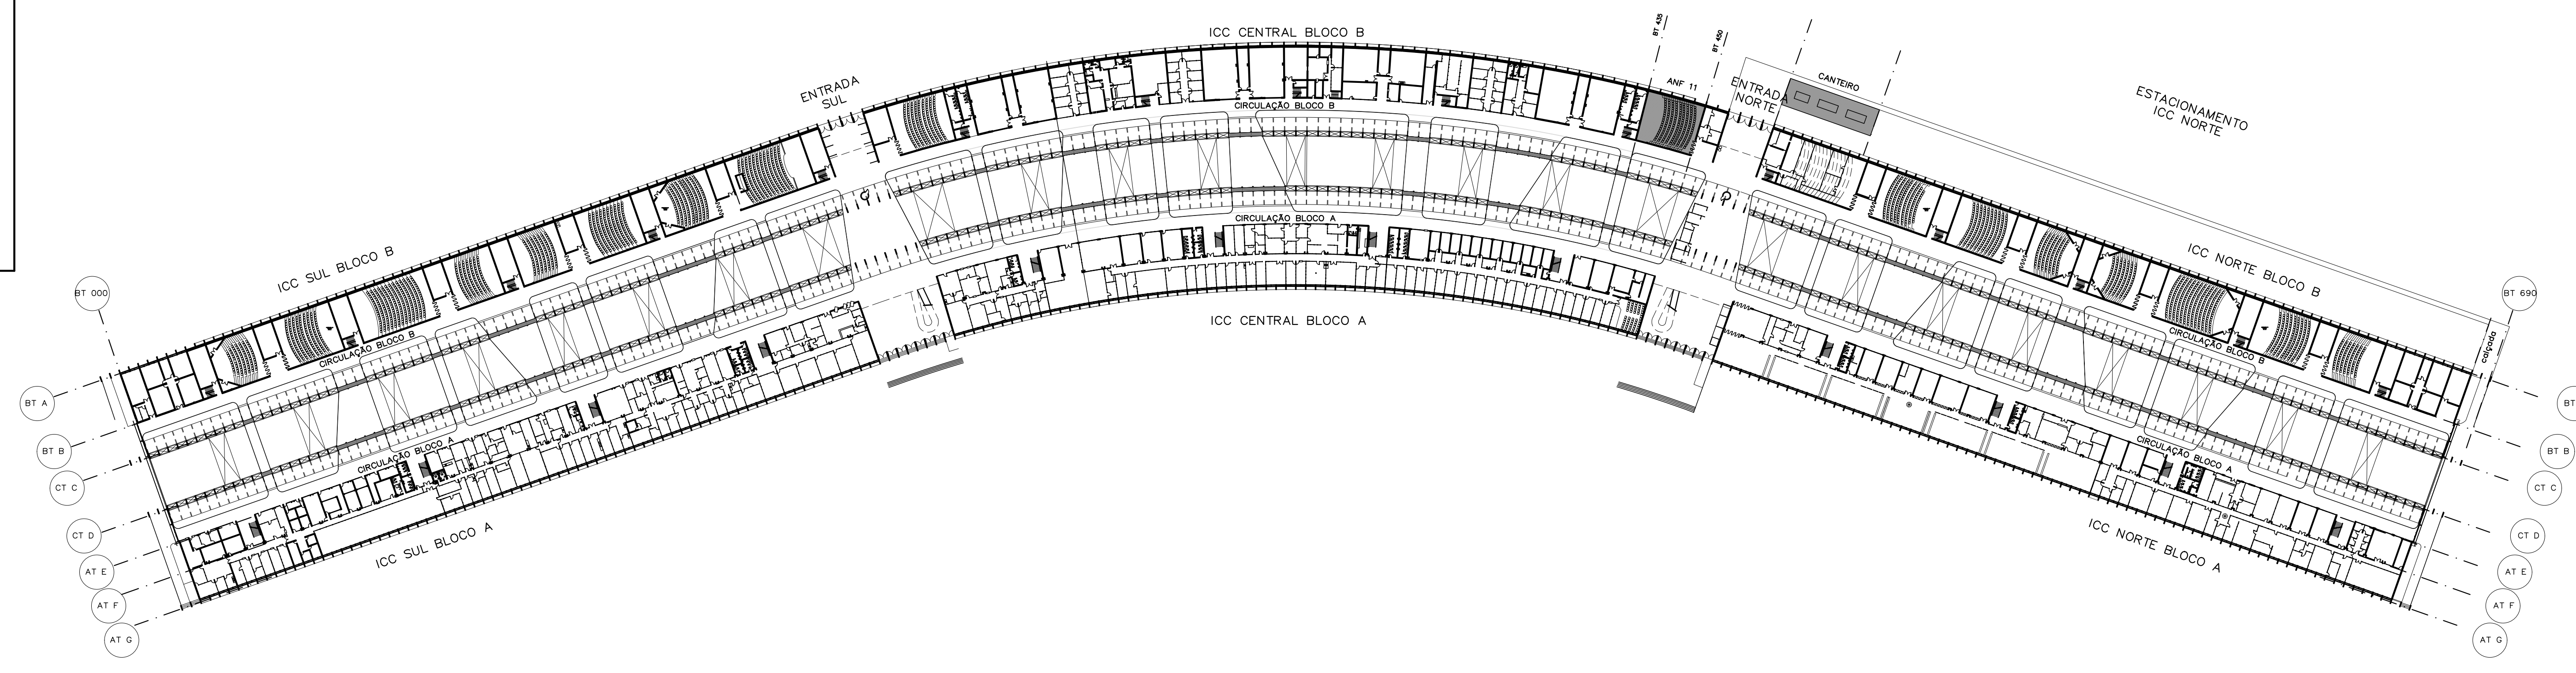 ICC CENTRAL BLOCO B
BT 435
BT 450
ANF 11
ENTRADA
NORTE
CANTEIRO
ESTACIONAMENTO
ICC NORTE
ENTRADA
SUL
CIRCULAÇÃO BLOCO B
CIRCULAÇÃO BLOCO A
ICC CENTRAL BLOCO A
ICC SUL BLOCO B
CIRCULAÇÃO BLOCO B
CIRCULAÇÃO BLOCO A
ICC SUL BLOCO A
ICC NORTE BLOCO B
CIRCULAÇÃO BLOCO B
CIRCULAÇÃO BLOCO A
ICC NORTE BLOCO A
calçada
BT 000
BT A
BT B
CT C
CT D
AT E
AT F
AT G
BT 690
BT
BT B
CT C
CT D
AT E
AT F
AT G